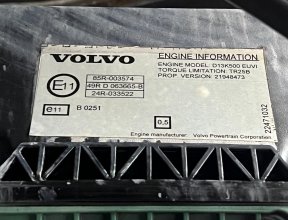 VOLVO
ENGINE INFORMATION
ENGINE MODEL: D13K500 EUVI
TORQUE LIMITATION: TR25B
PROP. VERSION: 21948473
E11
85R-003574
49R D 063665-B
24R-033522
e11
B 0251
0,5
22471032
Engine manufacturer: Volvo Powertrain Corporation